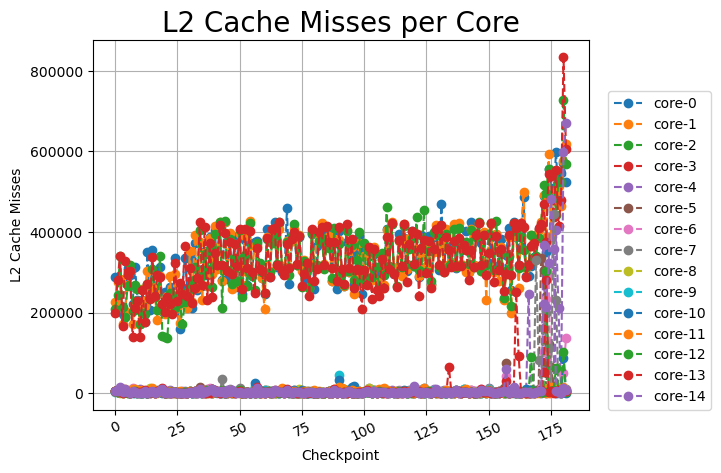 L2 Cache Misses per Core
L2 Cache Misses
800000
600000
400000
200000
0
0 25 50 75 100 125 150 175
Checkpoint
core-0
core-1
core-2
core-3
core-4
core-5
core-6
core-7
core-8
core-9
core-10
core-11
core-12
core-13
core-14